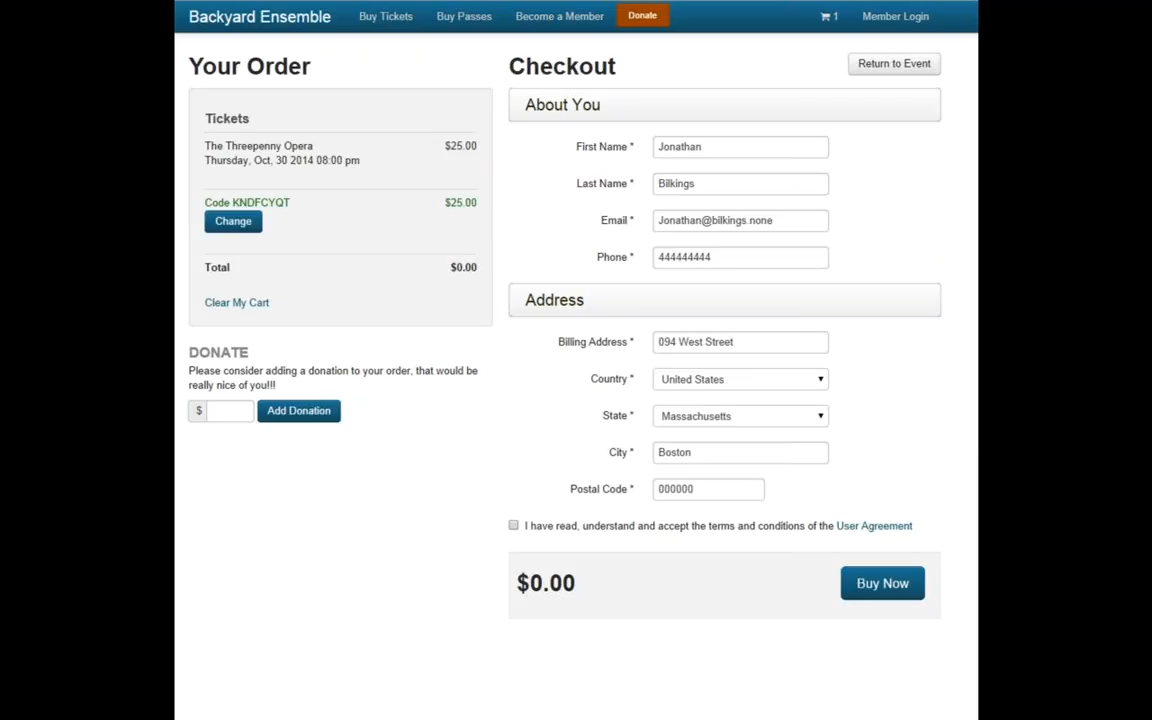 Backyard Ensemble Buy Tickets Buy Passes Become a Member Donate 1 Member Login
Your Order
Tickets
The Threepenny Opera $25.00
Thursday, Oct, 30 2014 08:00 pm
Code KNDFCYQT $25.00
Change
Total $0.00
Clear My Cart
DONATE
Please consider adding a donation to your order, that would be
really nice of you!!!
$ Add Donation
Checkout Return to Event
About You
First Name * Jonathan
Last Name * Bilkings
Email * Jonathan@bilkings.none
Phone * 444444444
Address
Billing Address * 094 West Street
Country * United States
State * Massachusetts
City * Boston
Postal Code * 000000
I have read, understand and accept the terms and conditions of the User Agreement
$0.00 Buy Now